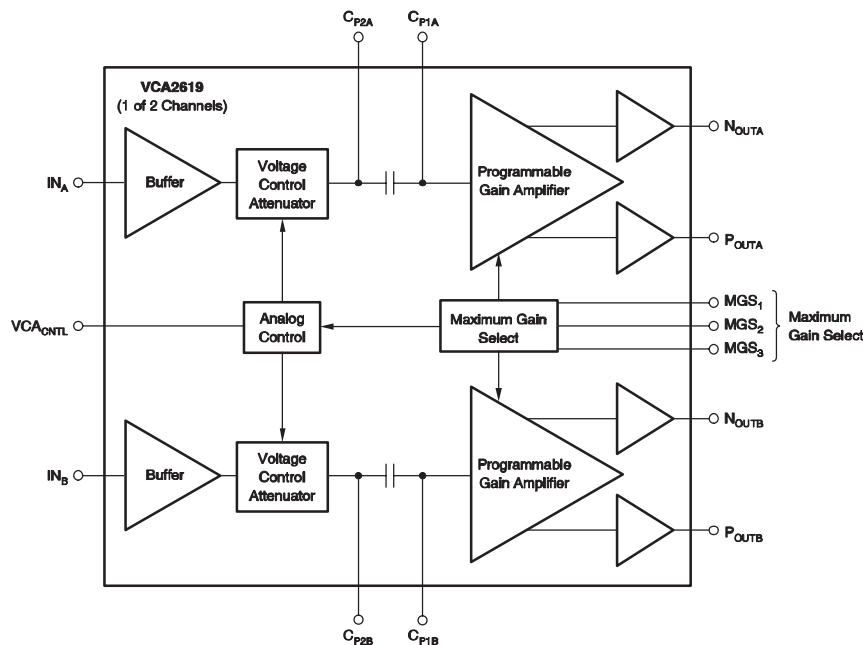 CP2A CP1A
VCA2619
(1 of 2 Channels)
INA
Buffer
Voltage
Control
Attenuator
Programmable
Gain Amplifier
NOUTA
POUTA
VCACNTL
Analog
Control
Maximum Gain
Select
MGS1
MGS2
MGS3
Maximum
Gain Select
INB
Buffer
Voltage
Control
Attenuator
Programmable
Gain Amplifier
NOUTB
POUTB
CP2B CP1B